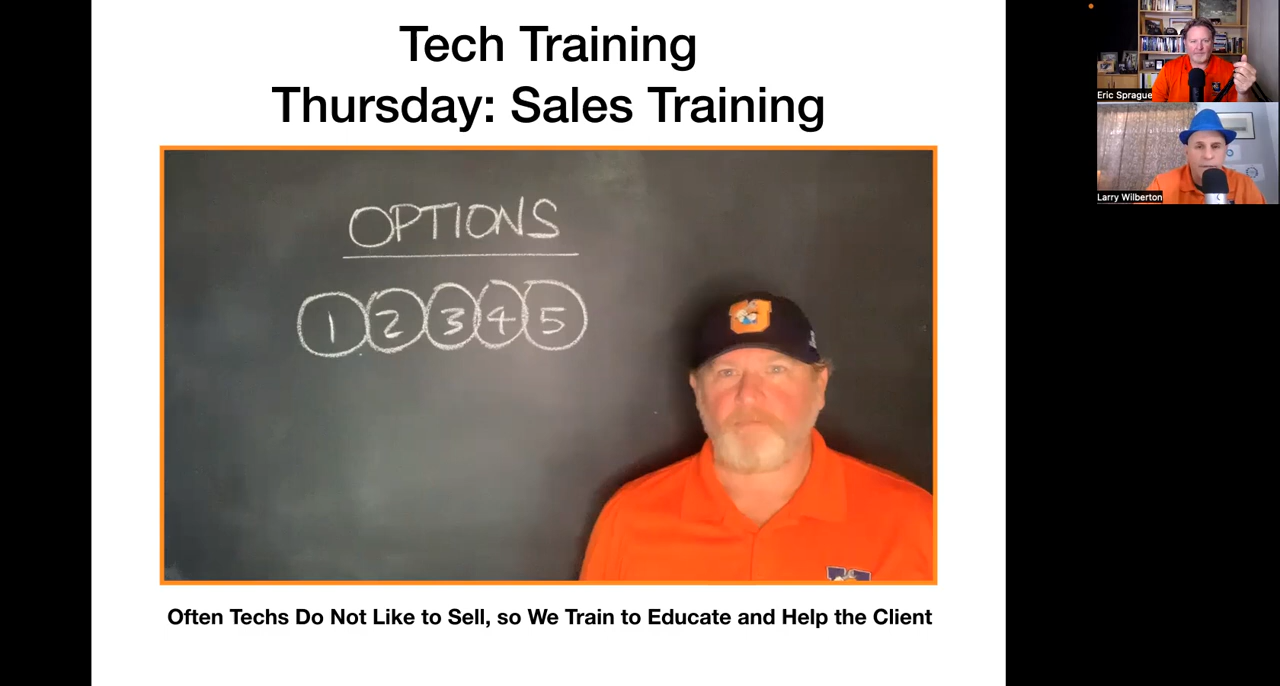 Tech Training
Thursday: Sales Training
OPTIONS
1 2 3 4 5
Often Techs Do Not Like to Sell, so We Train to Educate and Help the Client
Eric Sprague
Larry Wilberton